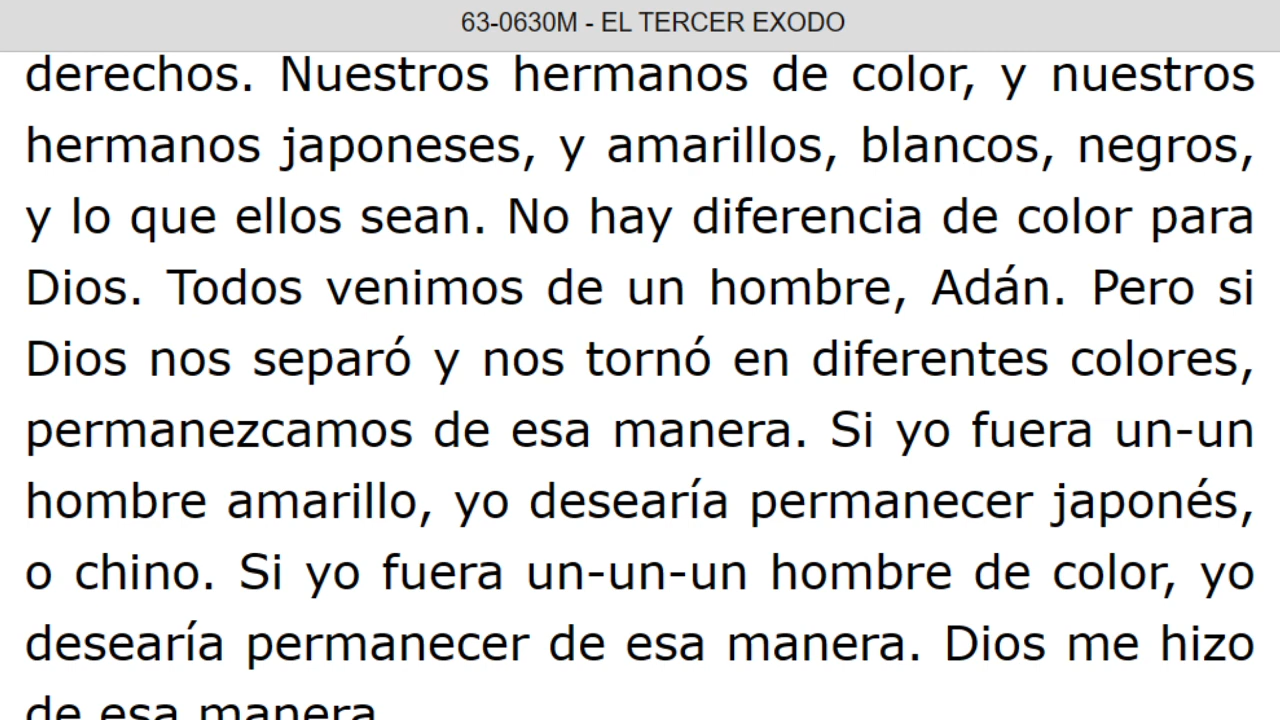 63-0630M - EL TERCER EXODO
derechos. Nuestros hermanos de color, y nuestros
hermanos japoneses, y amarillos, blancos, negros,
y lo que ellos sean. No hay diferencia de color para
Dios. Todos venimos de un hombre, Adán. Pero si
Dios nos separó y nos tornó en diferentes colores,
permanezcamos de esa manera. Si yo fuera un-un
hombre amarillo, yo desearía permanecer japonés,
o chino. Si yo fuera un-un-un hombre de color, yo
desearía permanecer de esa manera. Dios me hizo
de esa manera